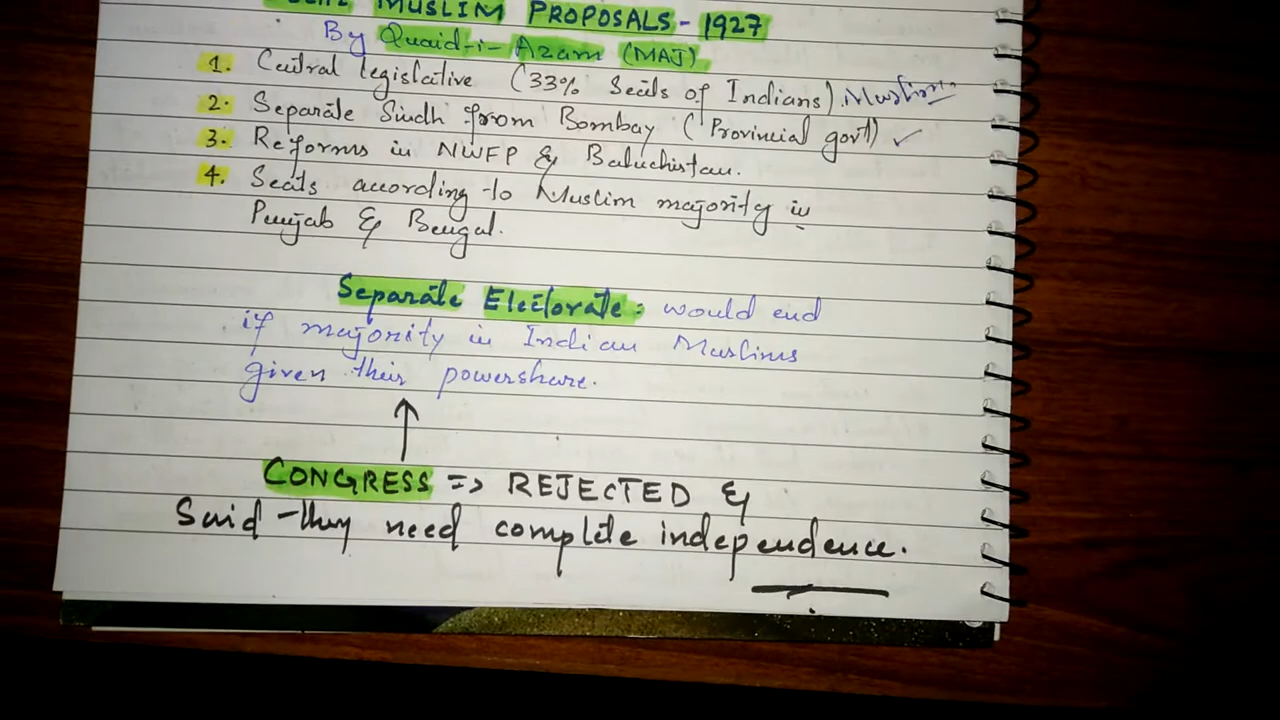 MUSLIM PROPOSALS - 1927
By Quaid-i-Azam (MAJ)
1. Central legislative (33% Seats of Indians). Muslims
2. Separate Sindh from Bombay (Provincial govt) ✓
3. Reforms in NWFP & Baluchistan.
4. Seats according to Muslim majority in
Punjab & Bengal.
Separate Electorate: would end
if majority in Indian Muslims
given their powershare.
↑
CONGRESS => REJECTED &
Said they need complete independence.